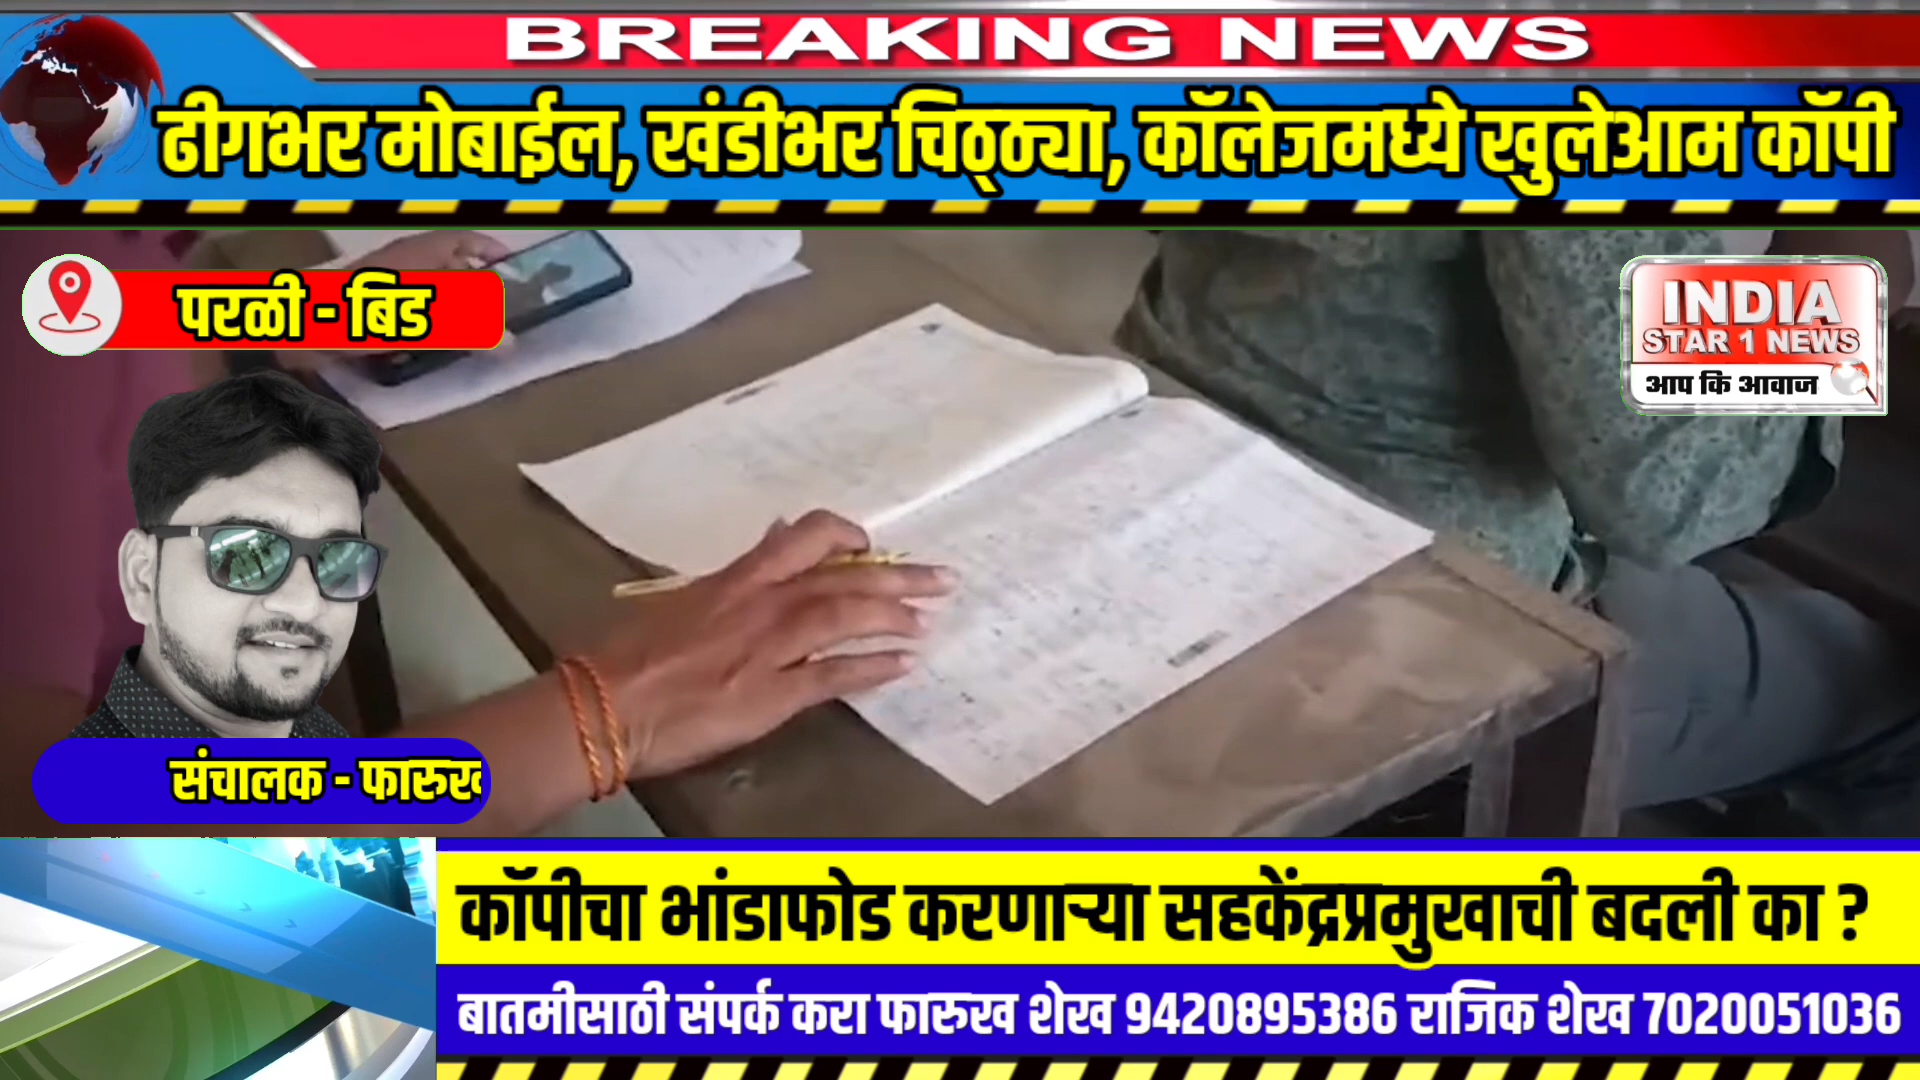 BREAKING NEWS
ढीगभर मोबाईल, खंडीभर चिठ्ठ्या, कॉलेजमध्ये खुलेआम कॉपी
परळी - बिड
INDIA
STAR 1 NEWS
आप कि आवाज
संचालक - फारुख
कॉपीचा भांडाफोड करणाऱ्या सहकेंद्रप्रमुखाची बदली का ?
बातमीसाठी संपर्क करा फारुख शेख 9420895386 राजिक शेख 7020051036